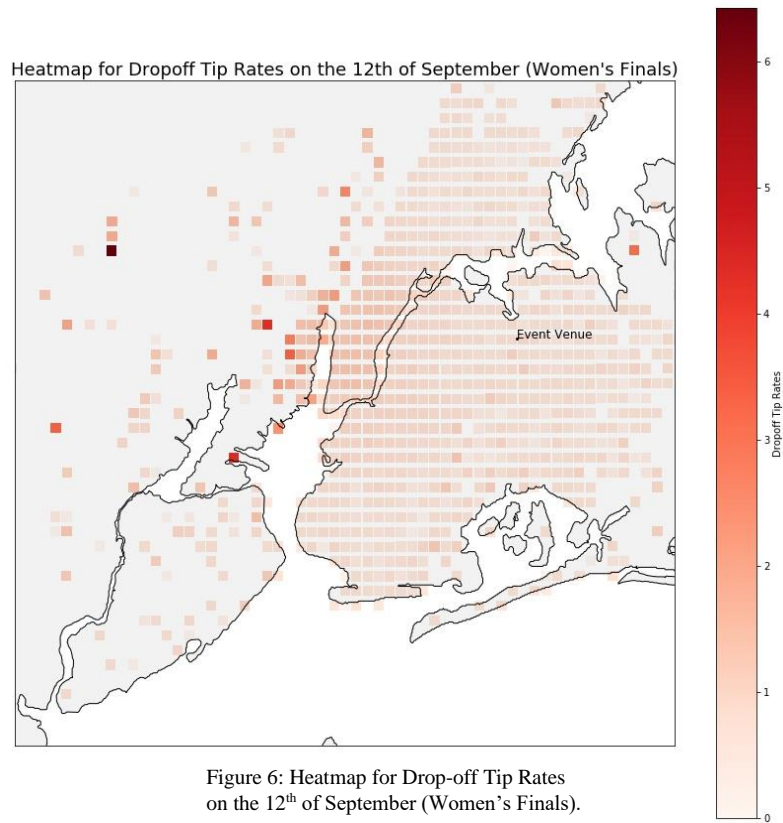 Heatmap for Dropoff Tip Rates on the 12th of September (Women's Finals)
Event Venue
6
5
4
3
2
1
0
Dropoff Tip Rates
Figure 6: Heatmap for Drop-off Tip Rates
on the 12th of September (Women’s Finals).